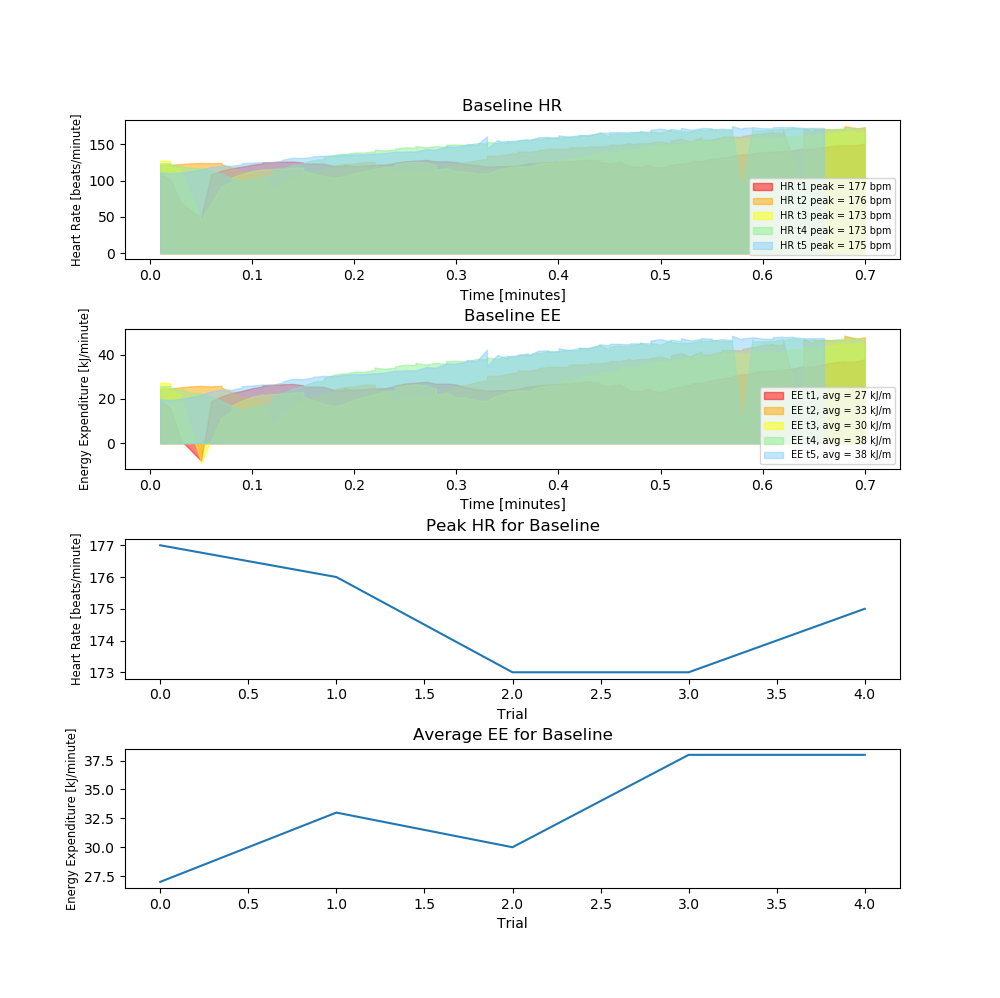 Baseline HR
Heart Rate [beats/minute]
150
100
50
0
HR t1 peak = 177 bpm
HR t2 peak = 176 bpm
HR t3 peak = 173 bpm
HR t4 peak = 173 bpm
HR t5 peak = 175 bpm
0.0 0.1 0.2 0.3 0.4 0.5 0.6 0.7
Time [minutes]
Baseline EE
Energy Expenditure [kJ/minute]
40
20
0
EE t1, avg = 27 kJ/m
EE t2, avg = 33 kJ/m
EE t3, avg = 30 kJ/m
EE t4, avg = 38 kJ/m
EE t5, avg = 38 kJ/m
0.0 0.1 0.2 0.3 0.4 0.5 0.6 0.7
Time [minutes]
Peak HR for Baseline
Heart Rate [beats/minute]
177
176
175
174
173
0.0 0.5 1.0 1.5 2.0 2.5 3.0 3.5 4.0
Trial
Average EE for Baseline
Energy Expenditure [kJ/minute]
37.5
35.0
32.5
30.0
27.5
0.0 0.5 1.0 1.5 2.0 2.5 3.0 3.5 4.0
Trial